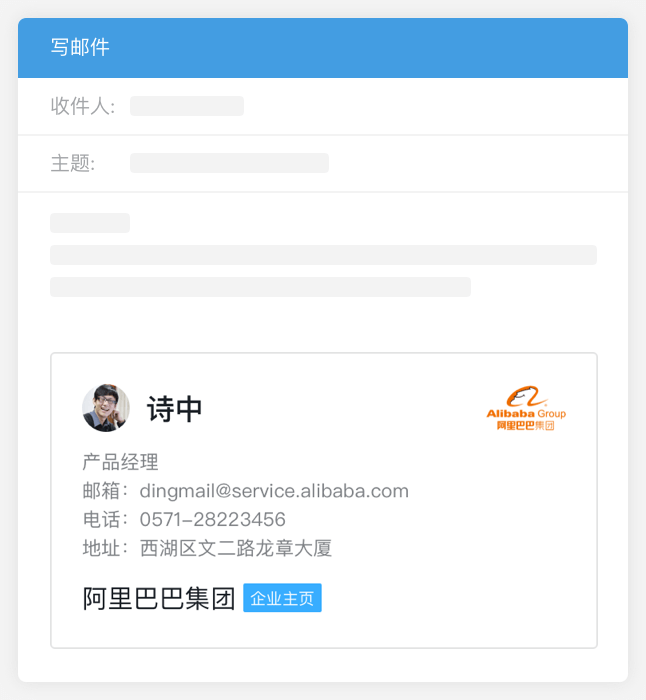 写邮件
收件人:
主题:
诗中
Alibaba Group
阿里巴巴集团
产品经理
邮箱：dingmail@service.alibaba.com
电话：0571-28223456
地址：西湖区文二路龙章大厦
阿里巴巴集团 企业主页